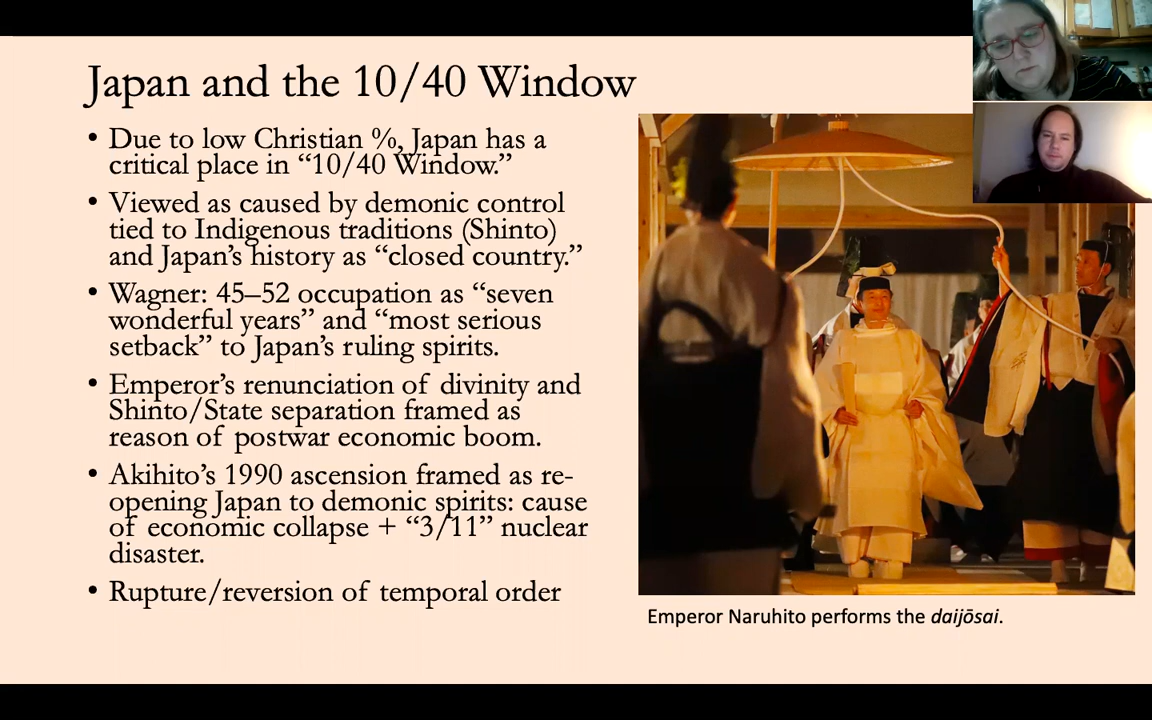 Japan and the 10/40 Window
• Due to low Christian %, Japan has a
critical place in “10/40 Window.”
• Viewed as caused by demonic control
tied to Indigenous traditions (Shinto)
and Japan’s history as “closed country.”
• Wagner: 45–52 occupation as “seven
wonderful years” and “most serious
setback” to Japan’s ruling spirits.
• Emperor’s renunciation of divinity and
Shinto/State separation framed as
reason of postwar economic boom.
• Akihito’s 1990 ascension framed as re-
opening Japan to demonic spirits: cause
of economic collapse + “3/11” nuclear
disaster.
• Rupture/reversion of temporal order
Emperor Naruhito performs the daijōsai.